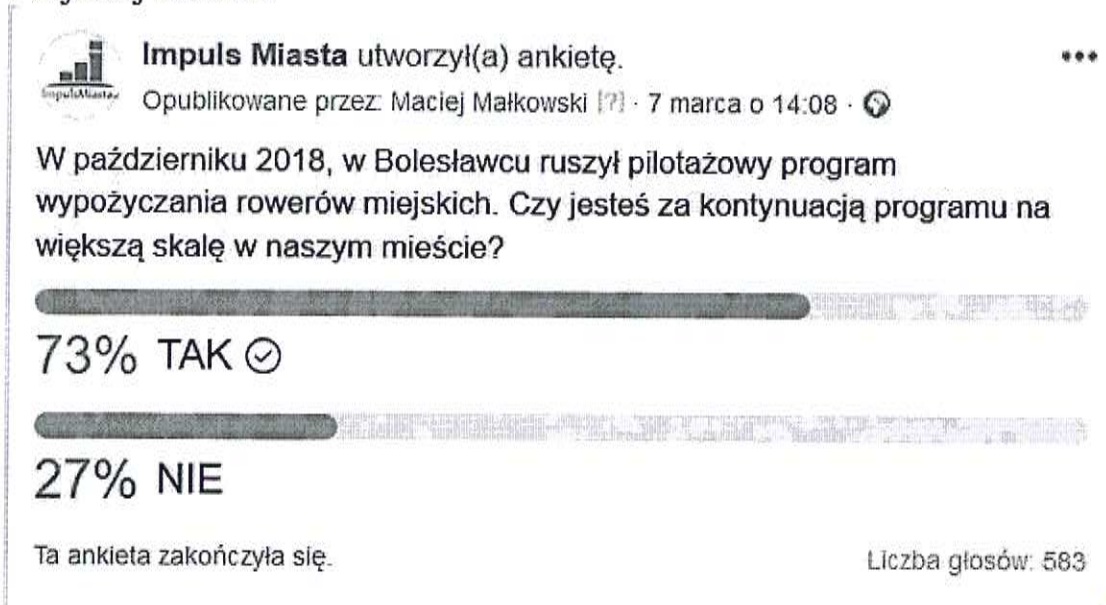 Impuls Miasta utworzył(a) ankietę.
ImpulsMiasta
Opublikowane przez: Maciej Małkowski [?] · 7 marca o 14:08 ·
W październiku 2018, w Bolesławcu ruszył pilotażowy program
wypożyczania rowerów miejskich. Czy jesteś za kontynuacją programu na
większą skalę w naszym mieście?
73% TAK
27% NIE
Ta ankieta zakończyła się.
Liczba głosów: 583